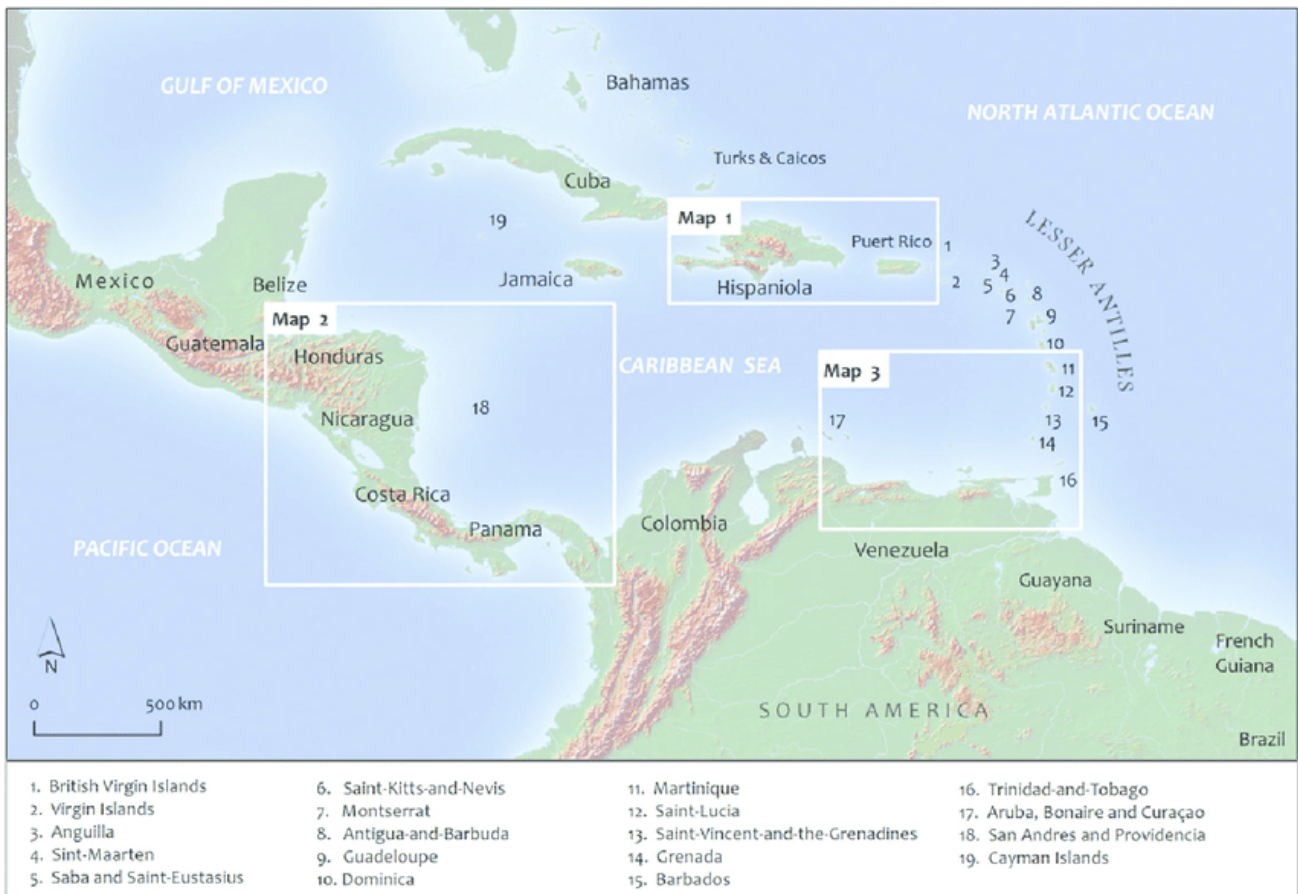 GULF OF MEXICO
Bahamas
NORTH ATLANTIC OCEAN
Turks & Caicos
Cuba
19
Map 1
Puert Rico
1
LESSER ANTILLES
3
4
Mexico
Belize
Jamaica
Hispaniola
2
5
6
8
Map 2
7
9
Guatemala
Honduras
10
CARIBBEAN SEA
Map 3
11
12
18
Nicaragua
17
13
15
14
16
Costa Rica
Panama
Colombia
PACIFIC OCEAN
Venezuela
Guayana
Suriname
French
Guiana
N
0 500 km
SOUTH AMERICA
Brazil
1. British Virgin Islands
2. Virgin Islands
3. Anguilla
4. Sint-Maarten
5. Saba and Saint-Eustasius
6. Saint-Kitts-and-Nevis
7. Montserrat
8. Antigua-and-Barbuda
9. Guadeloupe
10. Dominica
11. Martinique
12. Saint-Lucia
13. Saint-Vincent-and-the-Grenadines
14. Grenada
15. Barbados
16. Trinidad-and-Tobago
17. Aruba, Bonaire and Curaçao
18. San Andres and Providencia
19. Cayman Islands